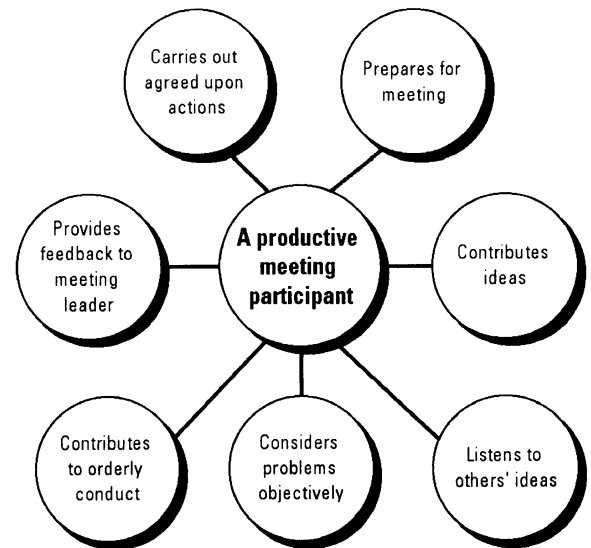 Carries out
agreed upon
actions
Prepares for
meeting
Provides
feedback to
meeting
leader
A productive
meeting
participant
Contributes
ideas
Contributes
to orderly
conduct
Considers
problems
objectively
Listens to
others' ideas